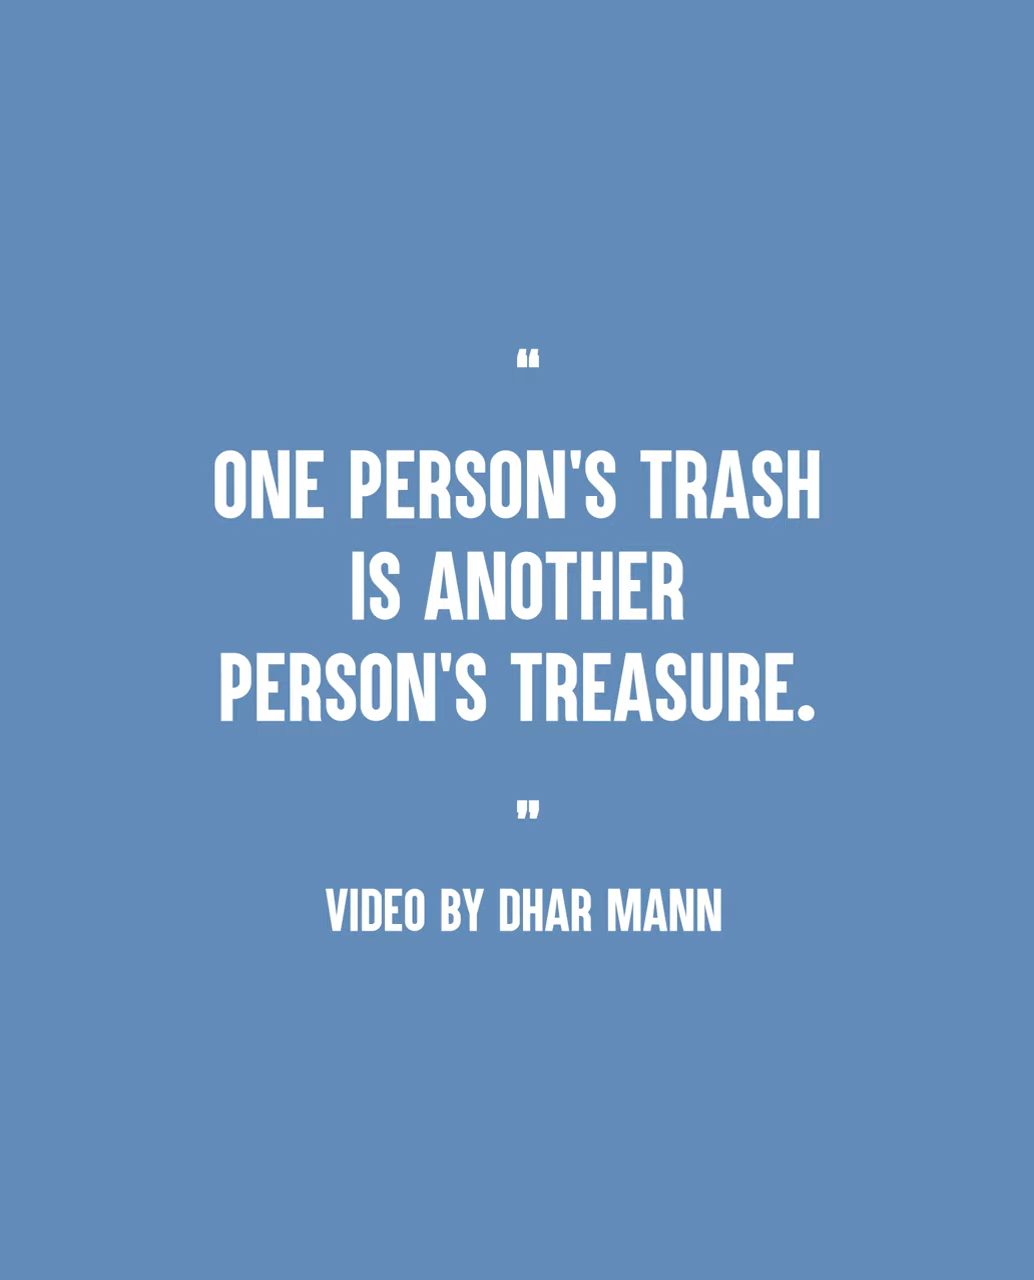 “
ONE PERSON'S TRASH
IS ANOTHER
PERSON'S TREASURE.
”
VIDEO BY DHAR MANN